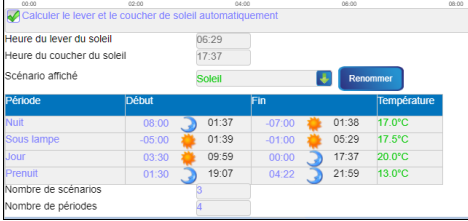 00:00 02:00 04:00 06:00 08:00
Calculer le lever et le coucher de soleil automatiquement
Heure du lever du soleil 06:29
Heure du coucher du soleil 17:37
Scénario affiché Soleil Renommer
Période Début Fin Température
Nuit 08:00 01:37 -07:00 01:38 17.0°C
Sous lampe -05:00 01:39 -01:00 05:29 17.5°C
Jour 03:30 09:59 00:00 17:37 20.0°C
Prenuit 01:30 19:07 04:22 21:59 13.0°C
Nombre de scénarios 3
Nombre de périodes 4